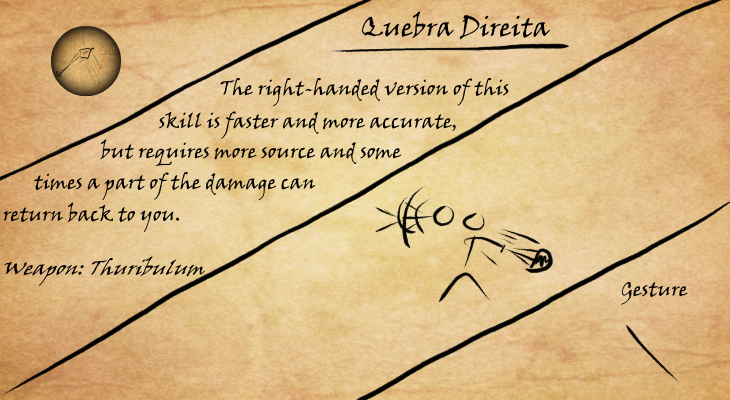 Quebra Direita
The right-handed version of this
skill is faster and more accurate,
but requires more source and some
times a part of the damage can
return back to you.
Weapon: Thuribulum
Gesture